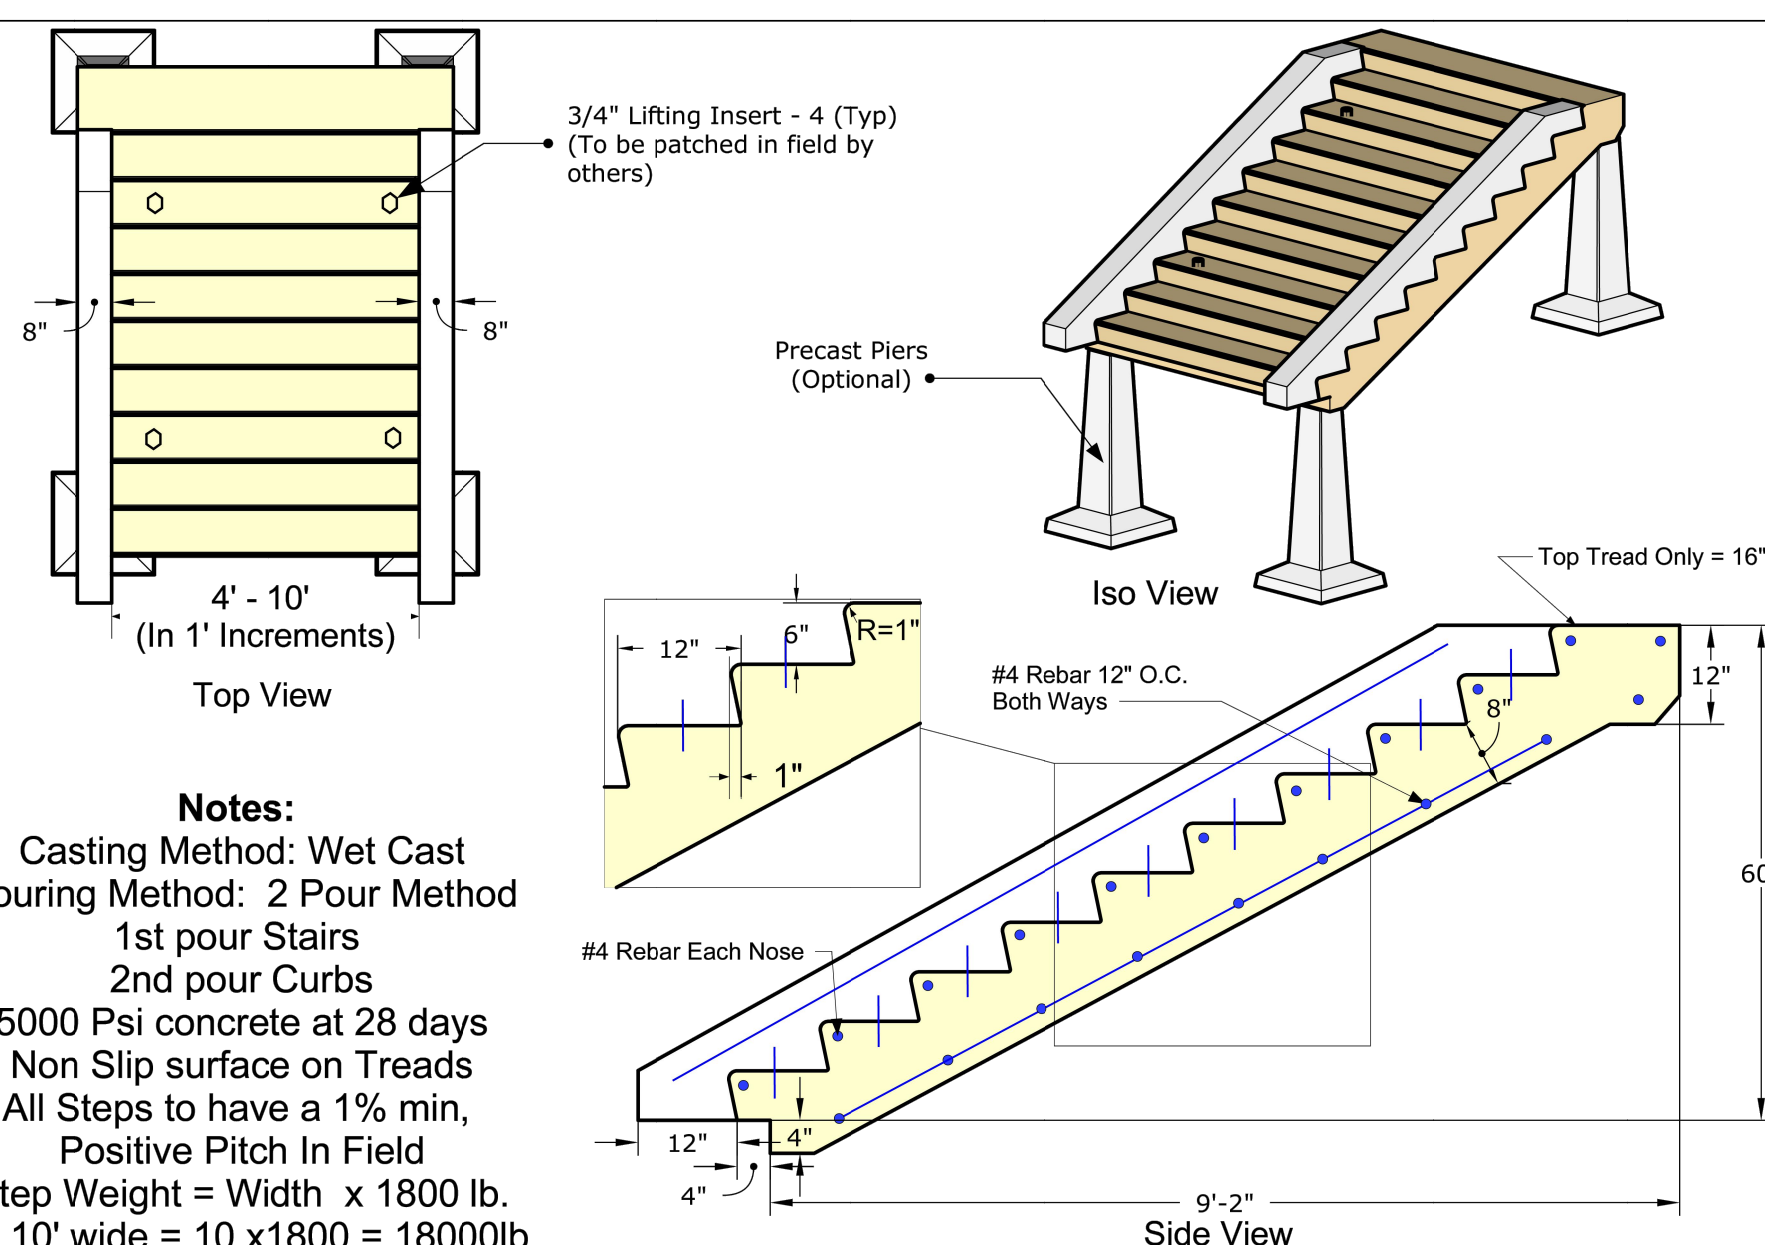 3/4" Lifting Insert - 4 (Typ)
(To be patched in field by
others)
8"
8"
4' - 10'
(In 1' Increments)
Top View
Precast Piers
(Optional)
Iso View
Top Tread Only = 16"
12"
6"
R=1"
1"
#4 Rebar 12" O.C.
Both Ways
8"
12"
60
#4 Rebar Each Nose
12"
4"
4"
9'-2"
Side View
Notes:
Casting Method: Wet Cast
ouring Method: 2 Pour Method
1st pour Stairs
2nd pour Curbs
5000 Psi concrete at 28 days
Non Slip surface on Treads
All Steps to have a 1% min,
Positive Pitch In Field
tep Weight = Width x 1800 lb.
10' wide = 10 x1800 = 18000lb